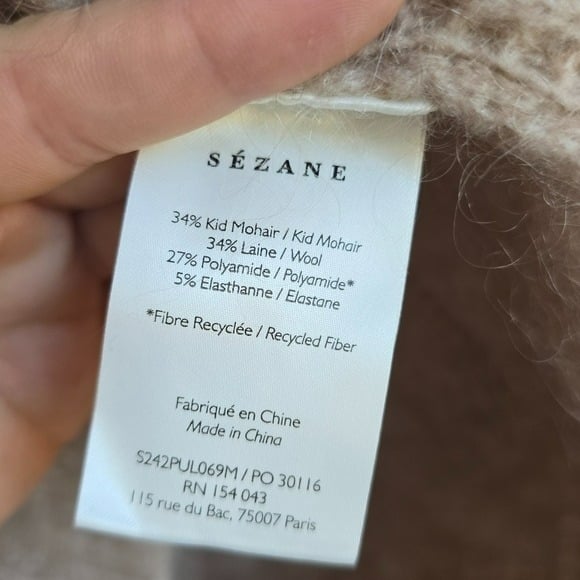 SÉZANE
34% Kid Mohair / Kid Mohair
34% Laine / Wool
27% Polyamide / Polyamide*
5% Elasthanne / Elastane
*Fibre Recyclée / Recycled Fiber
Fabriqué en Chine
Made in China
S242PUL069M / PO 30116
RN 154 043
115 rue du Bac, 75007 Paris